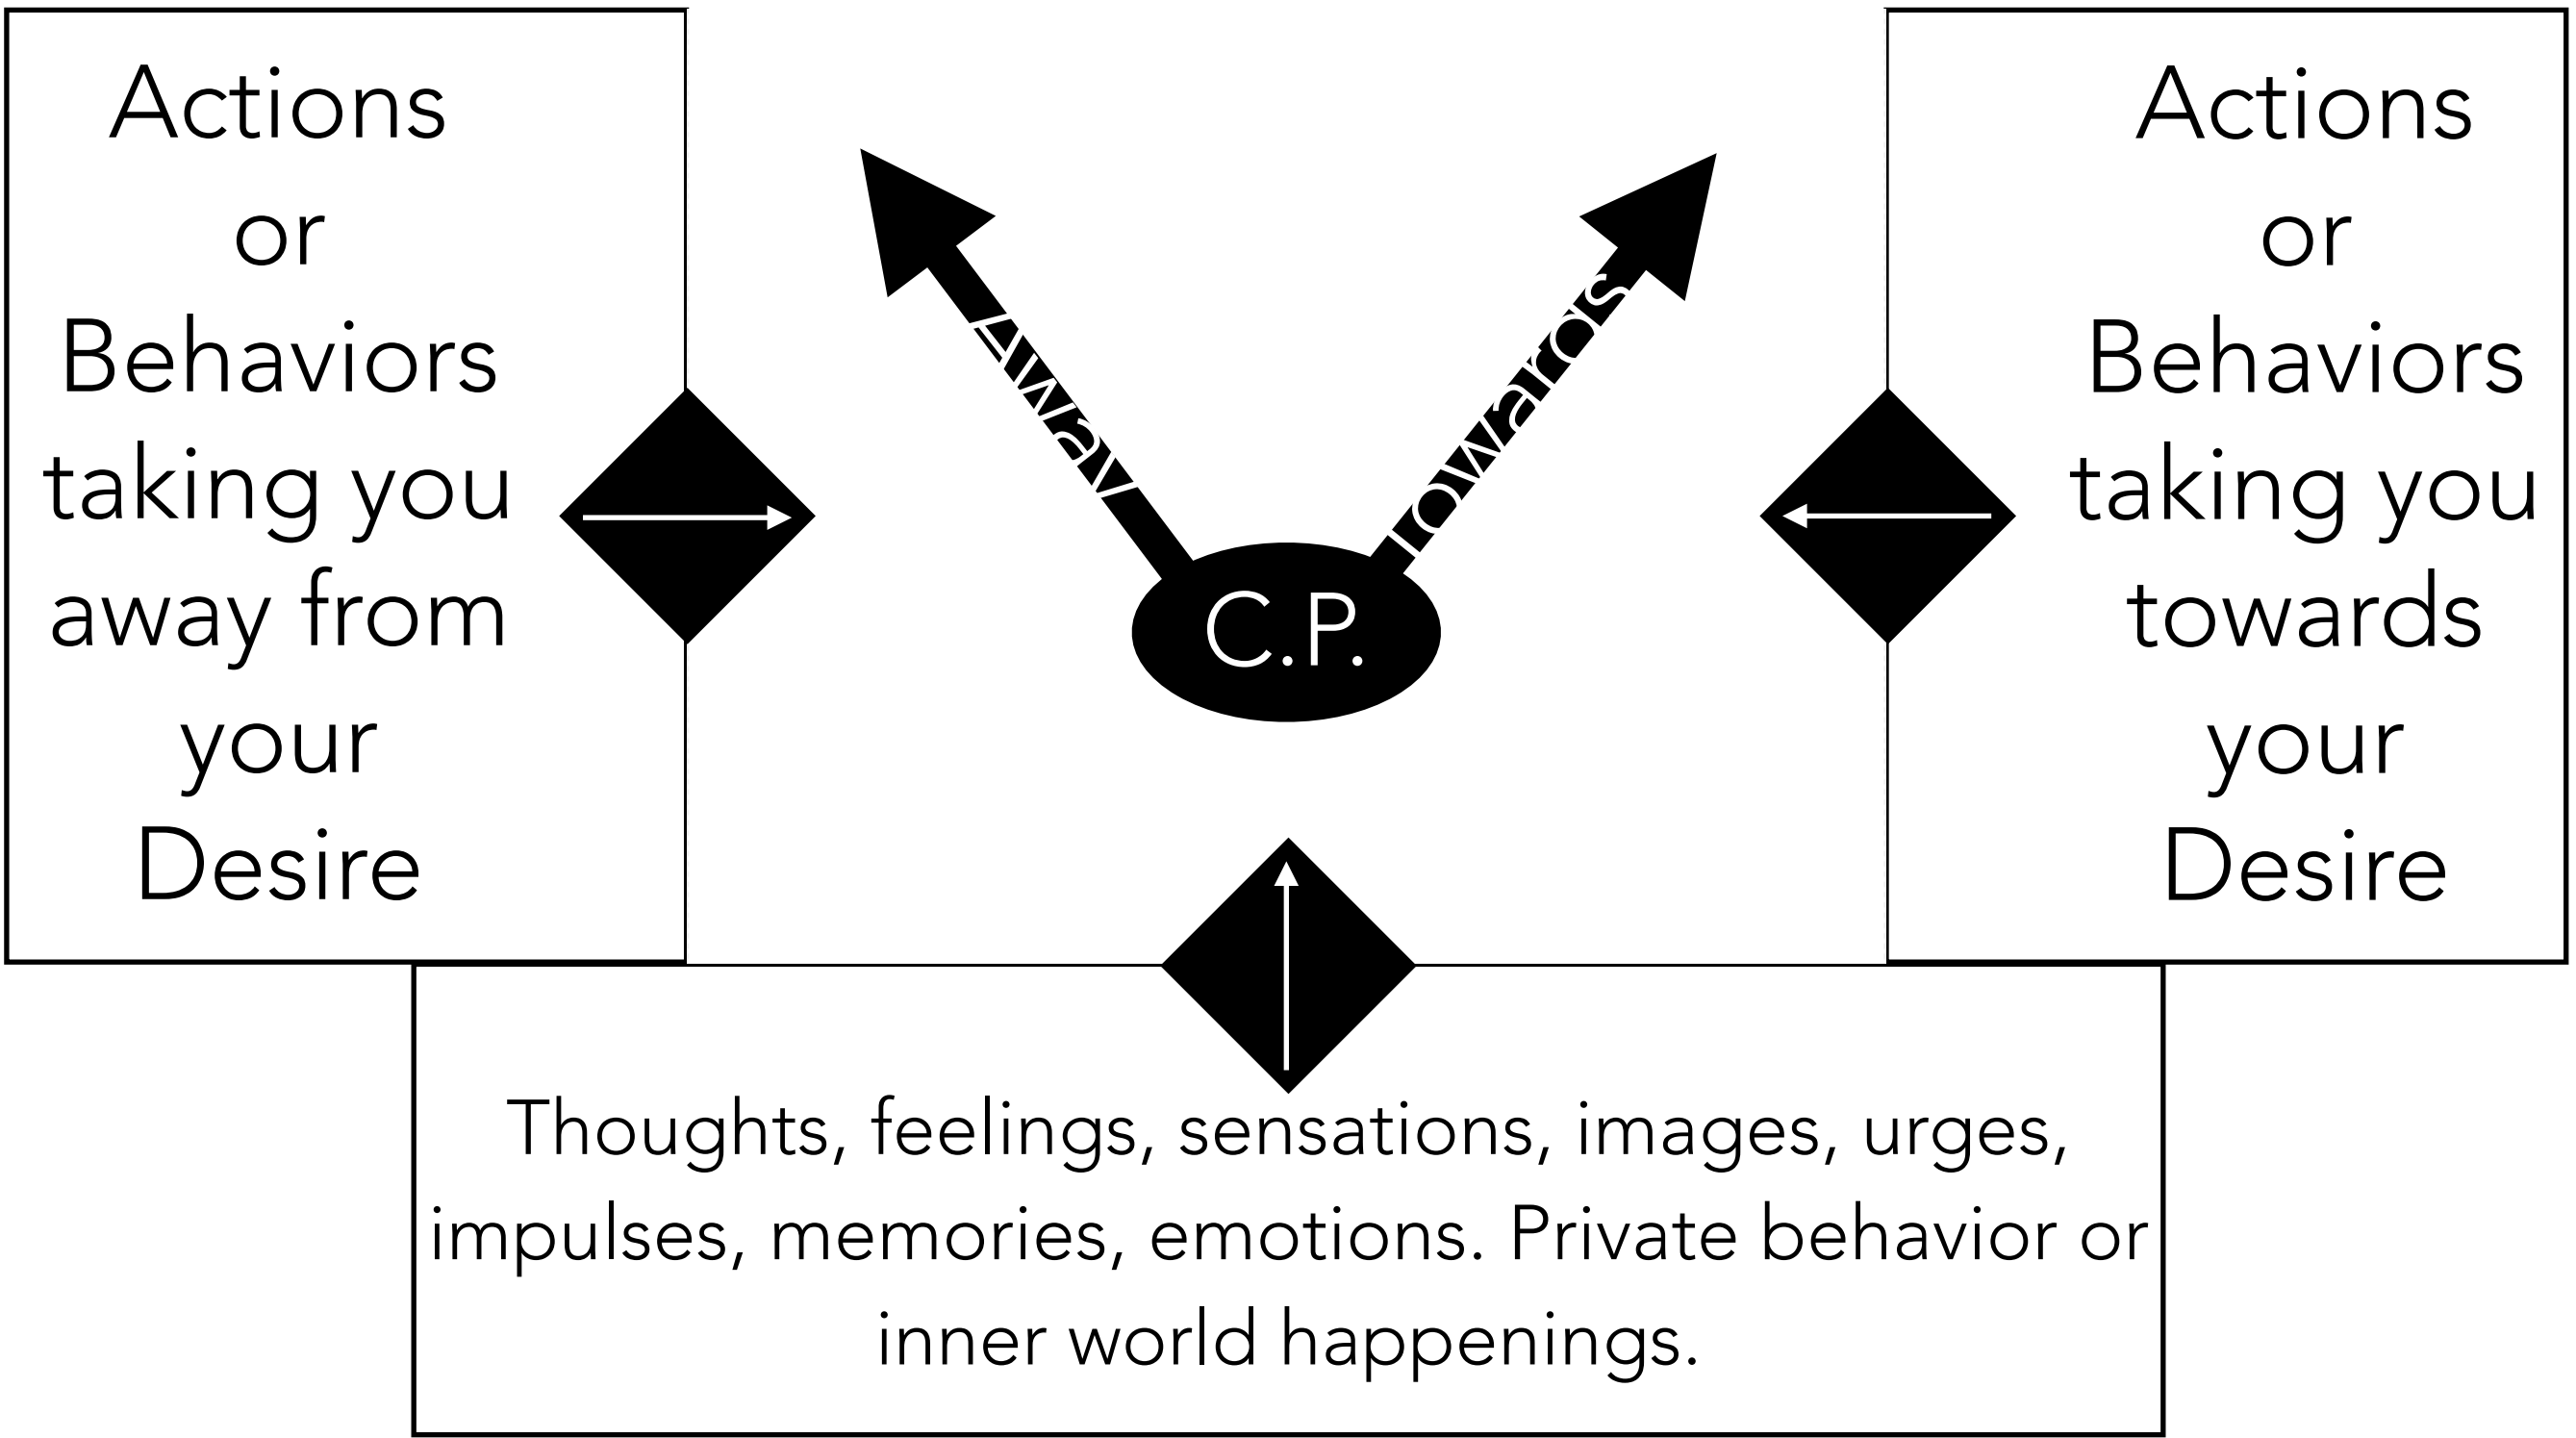 Actions
or
Behaviors
taking you
away from
your
Desire
Away
Towards
C.P.
Actions
or
Behaviors
taking you
towards
your
Desire
Thoughts, feelings, sensations, images, urges,
impulses, memories, emotions. Private behavior or
inner world happenings.